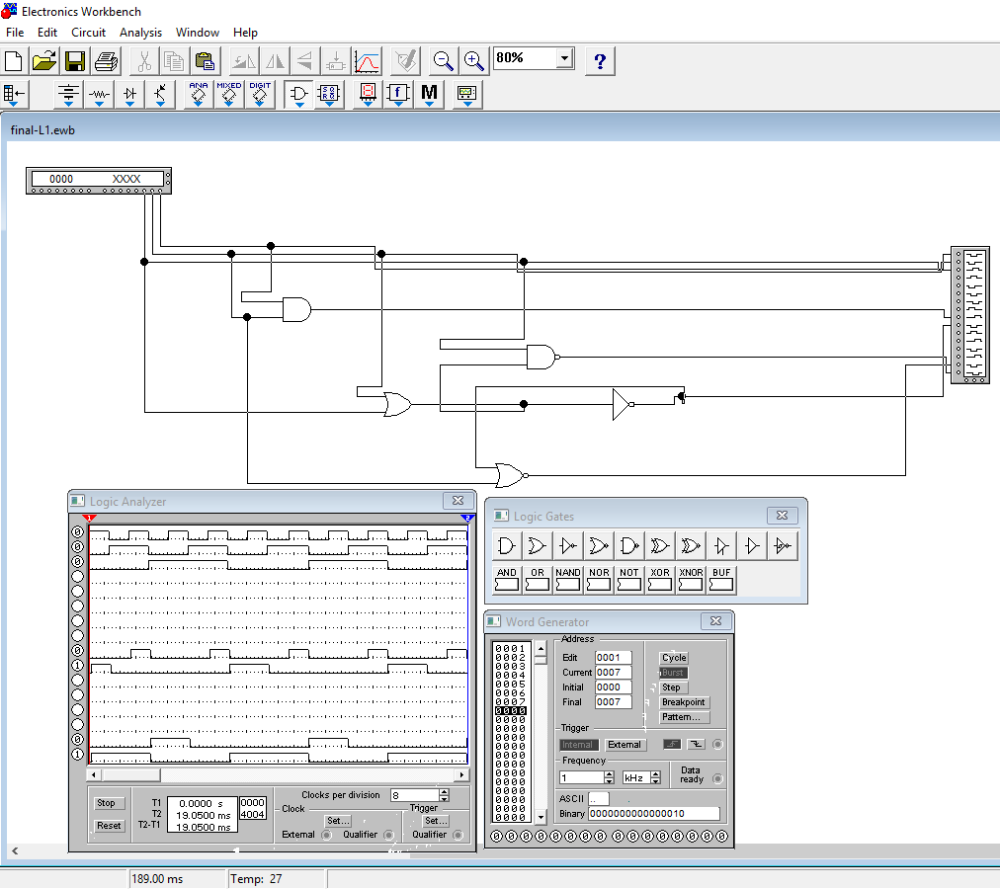 Electronics Workbench
File Edit Circuit Analysis Window Help
80% ?
ANA MIXED DIGIT
f M
final-L1.ewb
0000 XXXX
Logic Analyzer
1 2
0
0
0
0
1
0
1
Stop
Reset
T1 0.0000 s 0000
T2 19.0500 ms 4004
T2-T1 19.0500 ms
Clocks per division 8
Clock
Set...
External Qualifier
Trigger
Set...
Qualifier
Logic Gates
AND OR NAND NOR NOT XOR XNOR BUF
Word Generator
0001
0002
0003
0004
0005
0006
0007
0000
0000
0000
0000
0000
0000
0000
0000
0000
0000
0000
0000
0000
Address
Edit 0001
Current 0007
Initial 0000
Final 0007
Cycle
Burst
Step
Breakpoint
Pattern...
Trigger
Internal External
Frequency
1 kHz
Data
ready
ASCII ..
Binary 0000000000000010
0 0 0 0 0 0 0 0 0 0 0 0 0 0 0 0
189.00 ms Temp: 27